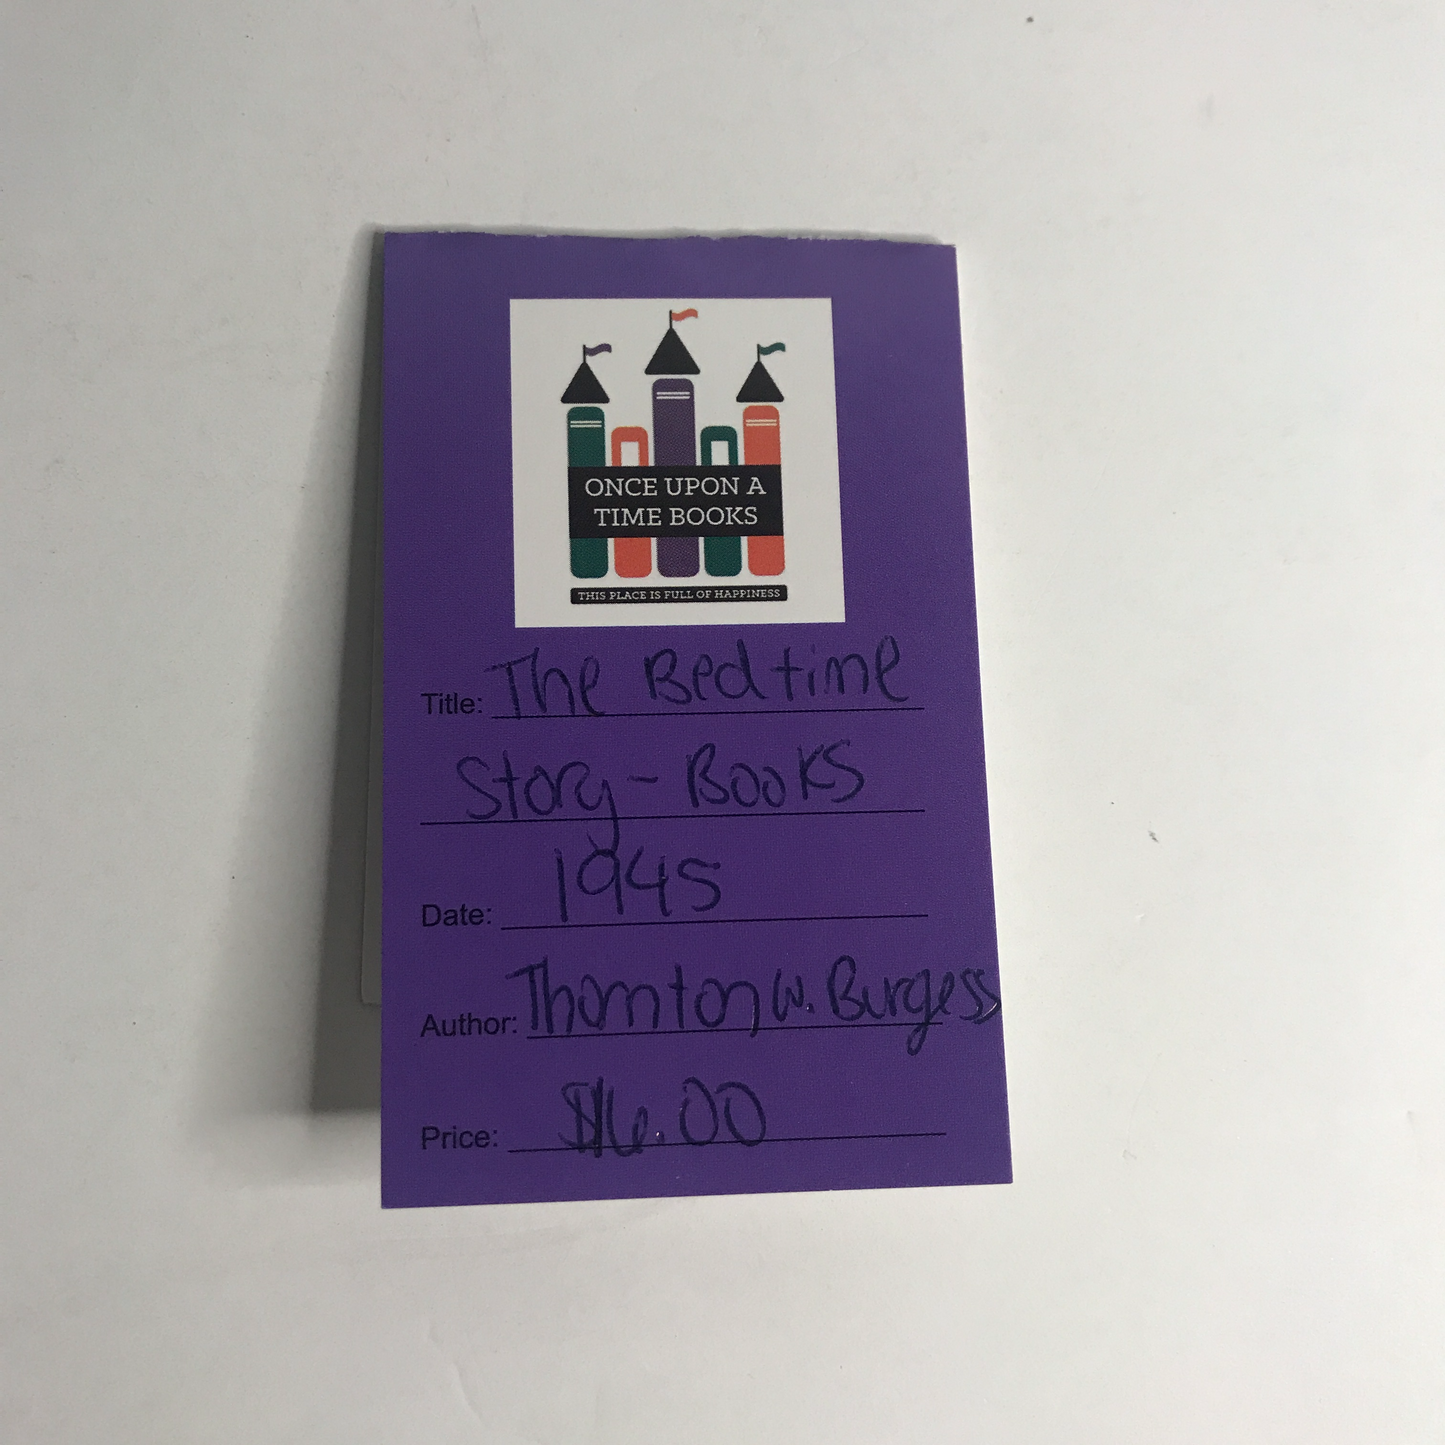 ONCE UPON A
TIME BOOKS
THIS PLACE IS FULL OF HAPPINESS
Title: The Bedtime
Story - Books
Date: 1945
Author: Thornton W. Burgess
Price: $16.00